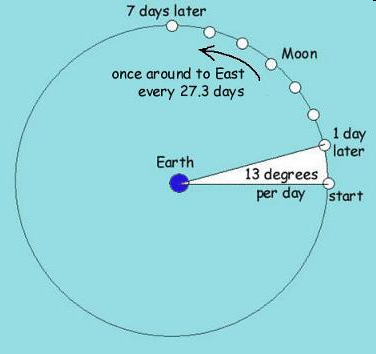 7 days later
Moon
once around to East
every 27.3 days
1 day
later
Earth
13 degrees
per day
start